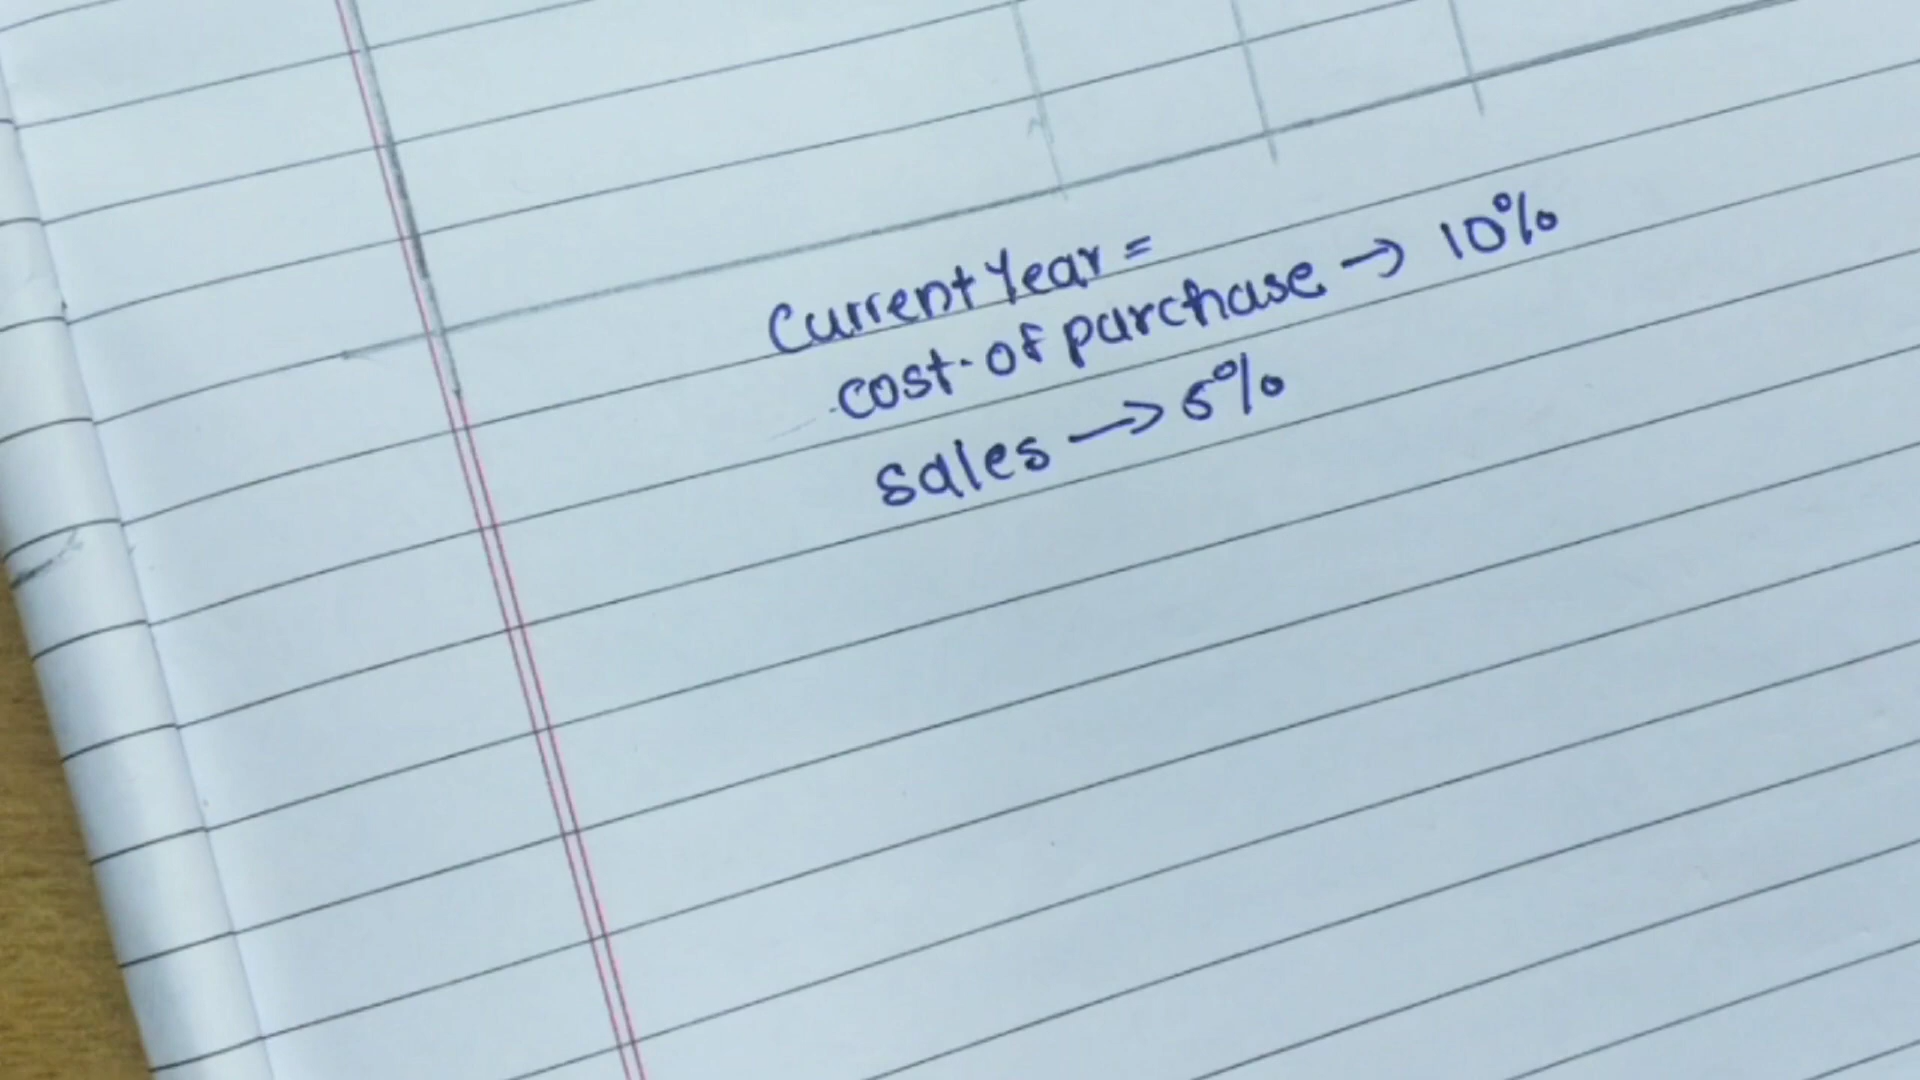 Current Year =
cost of purchase → 10%
sales → 5%